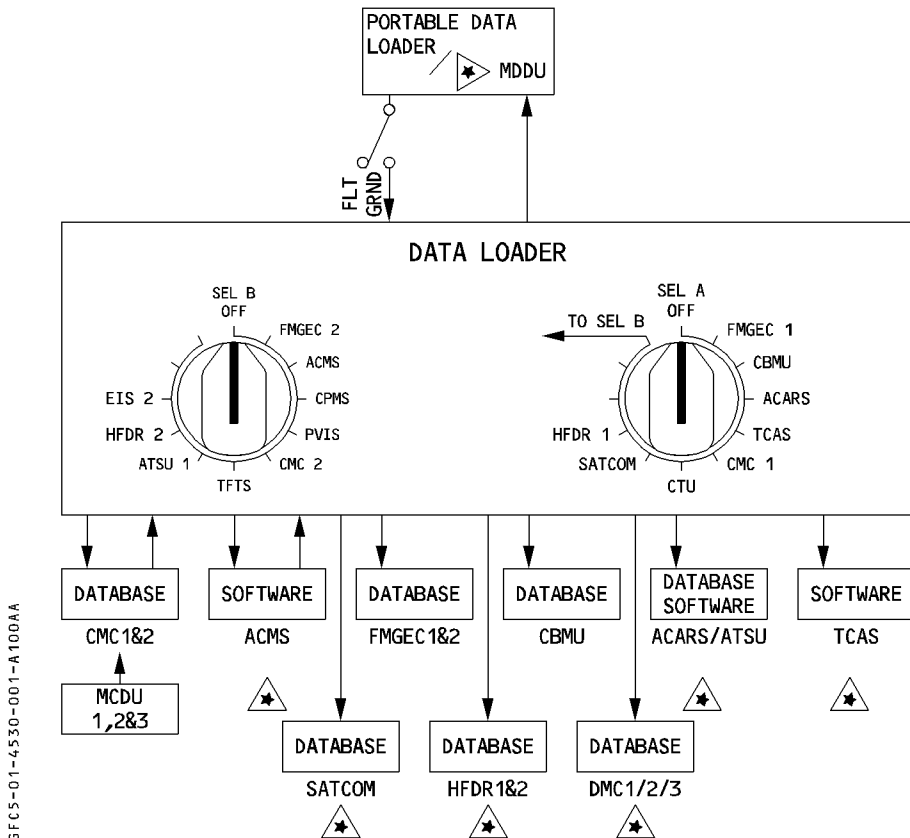 PORTABLE DATA
LOADER
/ MDDU
FLT
GRND
DATA LOADER
SEL B
OFF
FMGEC 2
ACMS
CPMS
PVIS
CMC 2
TFTS
ATSU 1
HFDR 2
EIS 2
TO SEL B
SEL A
OFF
FMGEC 1
CBMU
ACARS
TCAS
CMC 1
CTU
SATCOM
HFDR 1
DATABASE
CMC1&2
MCDU
1,2&3
SOFTWARE
ACMS
DATABASE
FMGEC1&2
DATABASE
CBMU
DATABASE
SOFTWARE
ACARS/ATSU
SOFTWARE
TCAS
DATABASE
SATCOM
DATABASE
HFDR1&2
DATABASE
DMC1/2/3
GFC5-01-4530-001-A100AA